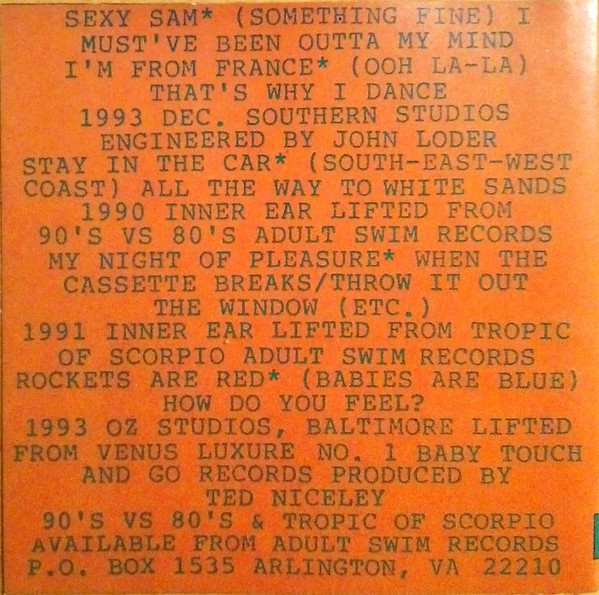 SEXY SAM* (SOMETHING FINE) I
MUST'VE BEEN OUTTA MY MIND
I'M FROM FRANCE* (OOH LA-LA)
THAT'S WHY I DANCE
1993 DEC. SOUTHERN STUDIOS
ENGINEERED BY JOHN LODER
STAY IN THE CAR* (SOUTH-EAST-WEST
COAST) ALL THE WAY TO WHITE SANDS
1990 INNER EAR LIFTED FROM
90'S VS 80'S ADULT SWIM RECORDS
MY NIGHT OF PLEASURE* WHEN THE
CASSETTE BREAKS/THROW IT OUT
THE WINDOW (ETC.)
1991 INNER EAR LIFTED FROM TROPIC
OF SCORPIO ADULT SWIM RECORDS
ROCKETS ARE RED* (BABIES ARE BLUE)
HOW DO YOU FEEL?
1993 OZ STUDIOS, BALTIMORE LIFTED
FROM VENUS LUXURE NO. 1 BABY TOUCH
AND GO RECORDS PRODUCED BY
TED NICELEY
90'S VS 80'S & TROPIC OF SCORPIO
AVAILABLE FROM ADULT SWIM RECORDS
P.O. BOX 1535 ARLINGTON, VA 22210